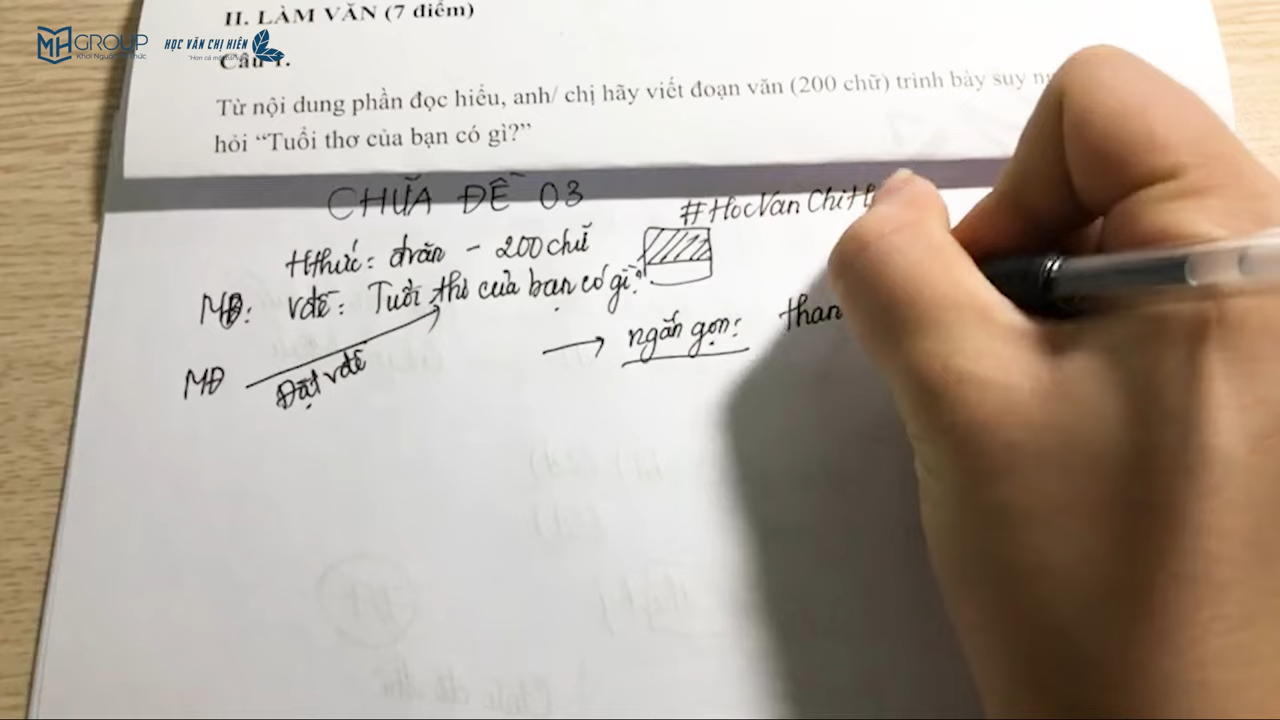 II. LÀM VĂN (7 điểm)
MH GROUP
HỌC VĂN CHỊ HIÊN
Câu 1.
Từ nội dung phần đọc hiểu, anh/ chị hãy viết đoạn văn (200 chữ) trình bày suy
hỏi “Tuổi thơ của bạn có gì?”
CHỮA ĐỀ 03
#HocVanChiH
Hthức: đvăn - 200 chữ
MĐ: vđề: Tuổi thơ của bạn có gì?
→ ngắn gọn: than
MĐ
Đặt vđề